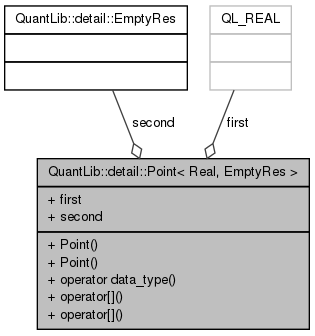 QuantLib::detail::EmptyRes
QL_REAL
second
first
QuantLib::detail::Point< Real, EmptyRes >
+ first
+ second
+ Point()
+ Point()
+ operator data_type()
+ operator[]()
+ operator[]()